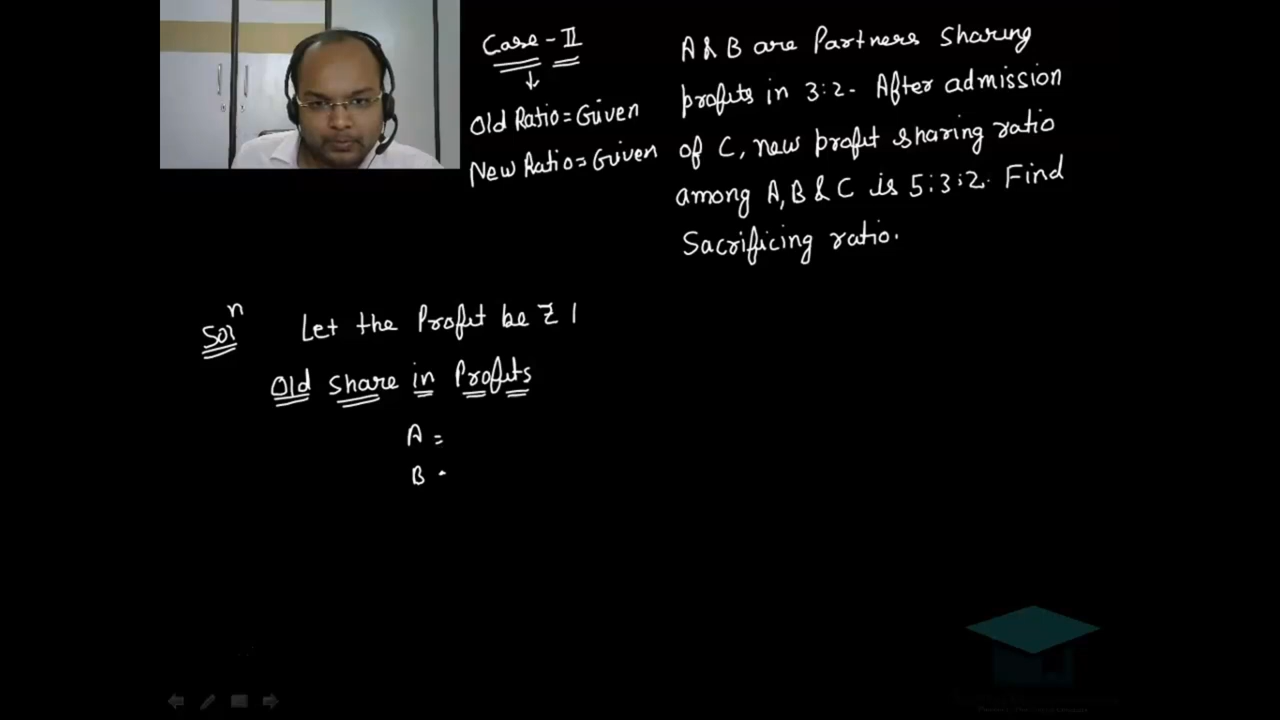 Case - II
↓
Old Ratio = Given
New Ratio = Given
A & B are Partners sharing
profits in 3:2. After admission
of C, new profit sharing ratio
among A, B & C is 5:3:2. Find
Sacrificing ratio.
Solⁿ Let the Profit be ₹ 1
Old share in Profits
A =
B -